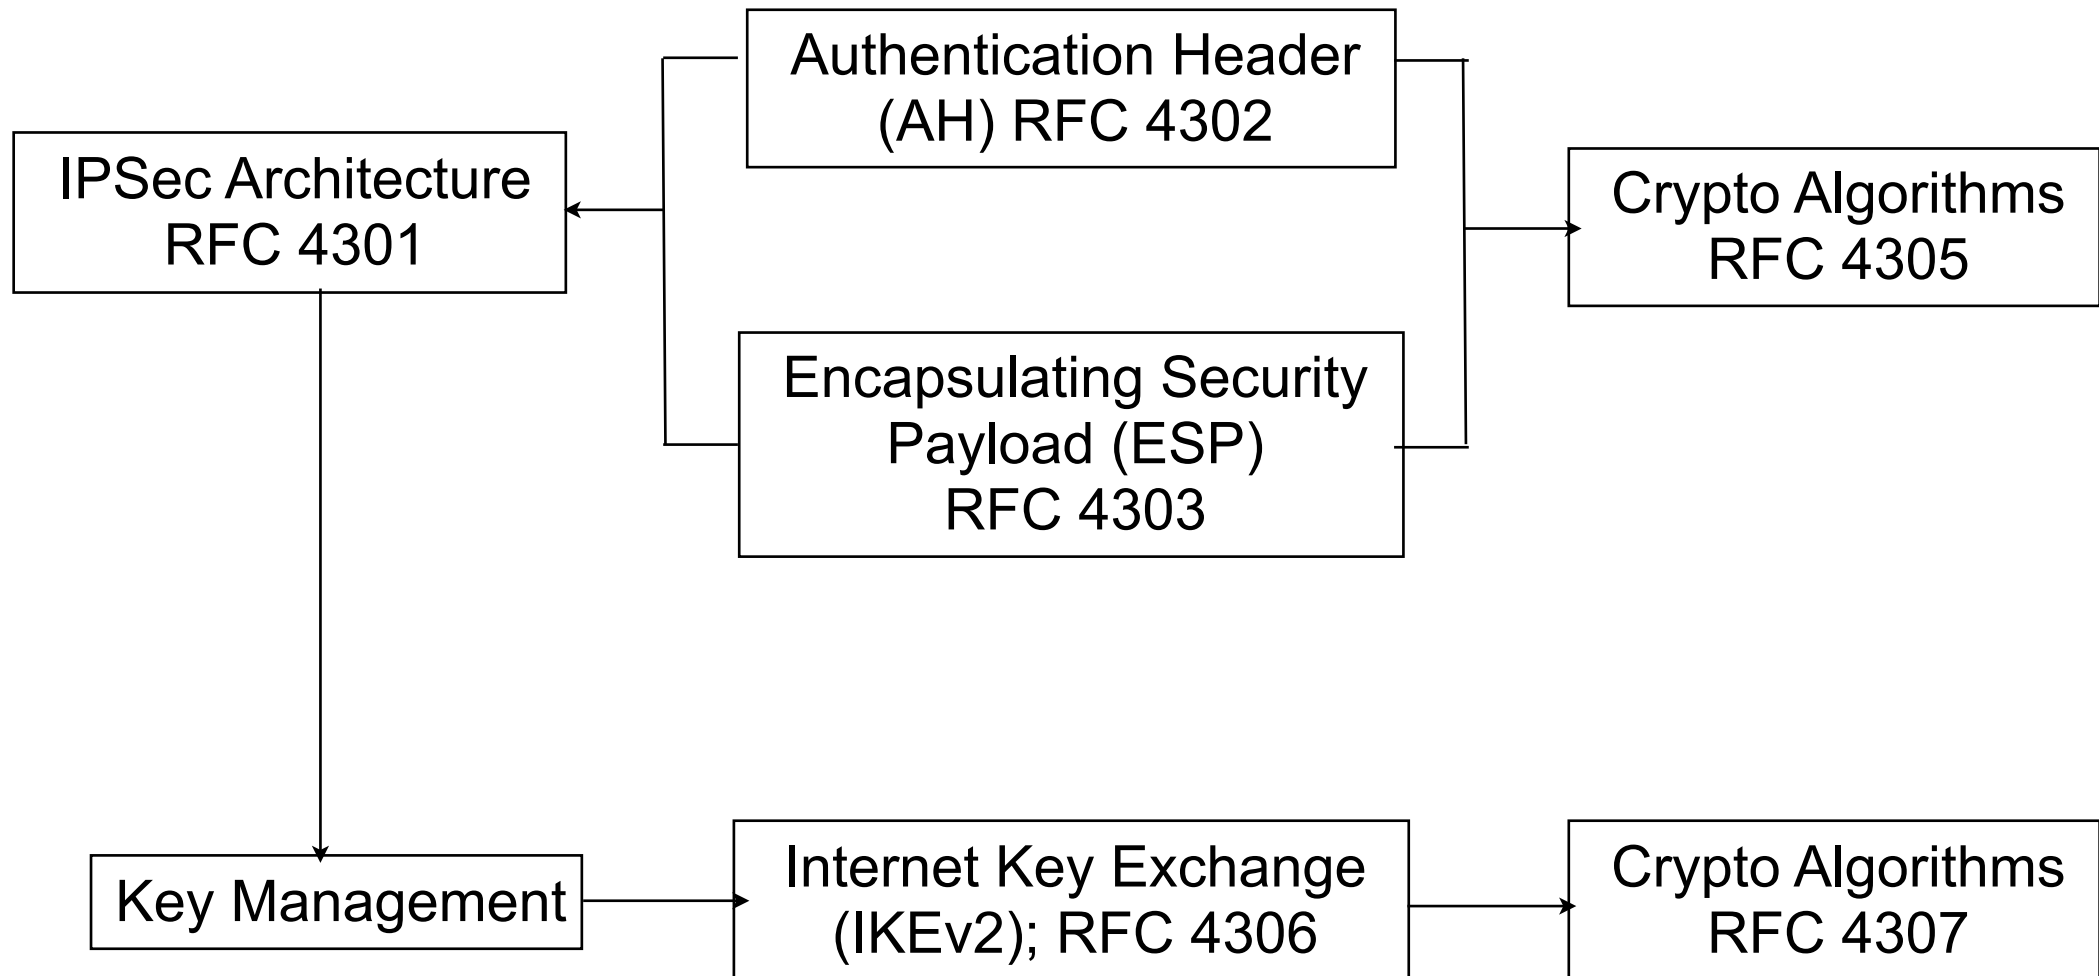 Authentication Header
(AH) RFC 4302
IPSec Architecture
RFC 4301
Crypto Algorithms
RFC 4305
Encapsulating Security
Payload (ESP)
RFC 4303
Key Management
Internet Key Exchange
(IKEv2); RFC 4306
Crypto Algorithms
RFC 4307